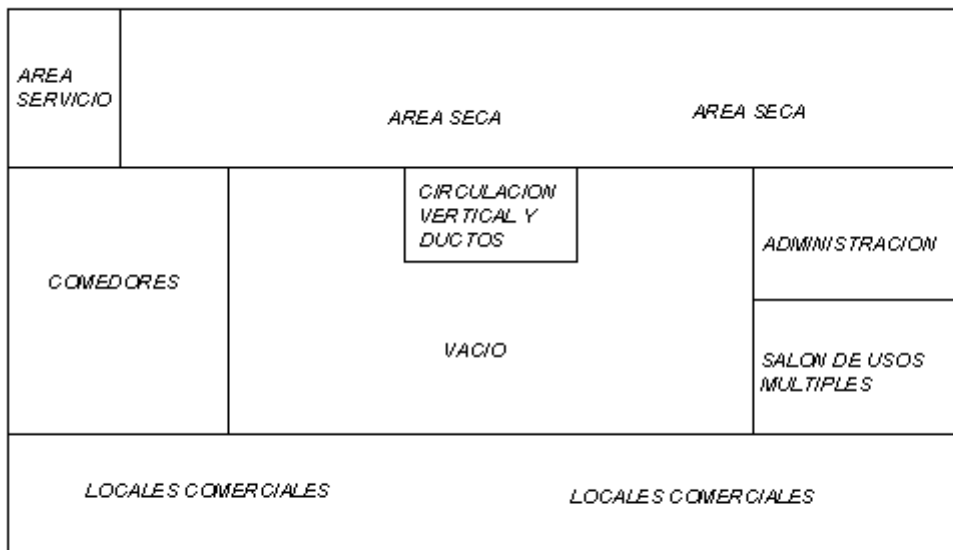 AREA
SERVICIO
AREA SECA
AREA SECA
CIRCULACION
VERTICAL Y
DUCTOS
ADMINISTRACION
COMEDORES
VACIO
SALON DE USOS
MULTIPLES
LOCALES COMERCIALES
LOCALES COMERCIALES